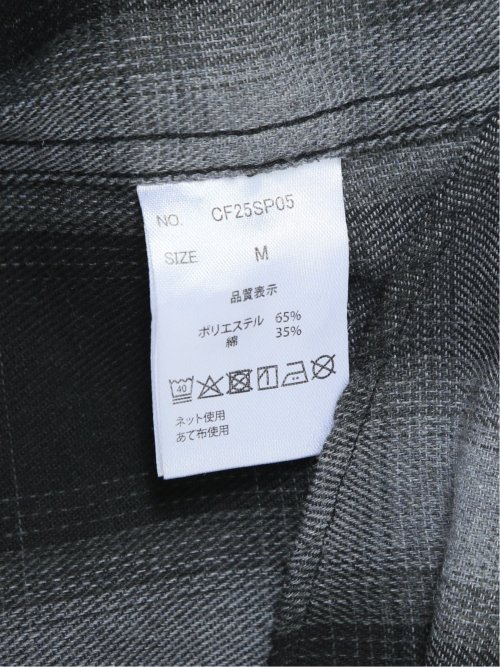 NO. CF25SP05
SIZE M
品質表示
ポリエステル 65%
綿 35%
40
ネット使用
あて布使用